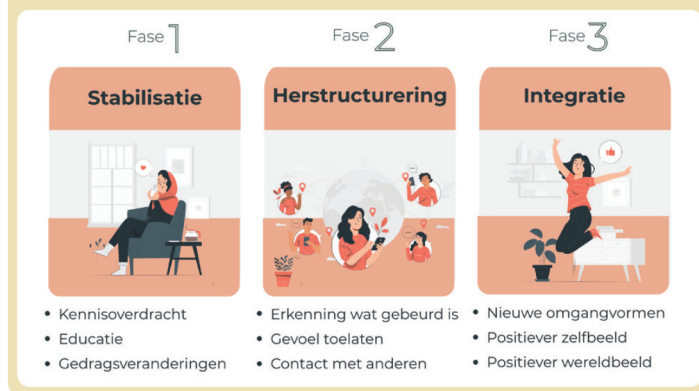 Fase 1
Stabilisatie
• Kennisoverdracht
• Educatie
• Gedragsveranderingen
Fase 2
Herstructurering
• Erkenning wat gebeurd is
• Gevoel toelaten
• Contact met anderen
Fase 3
Integratie
• Nieuwe omgangvormen
• Positiever zelfbeeld
• Positiever wereldbeeld